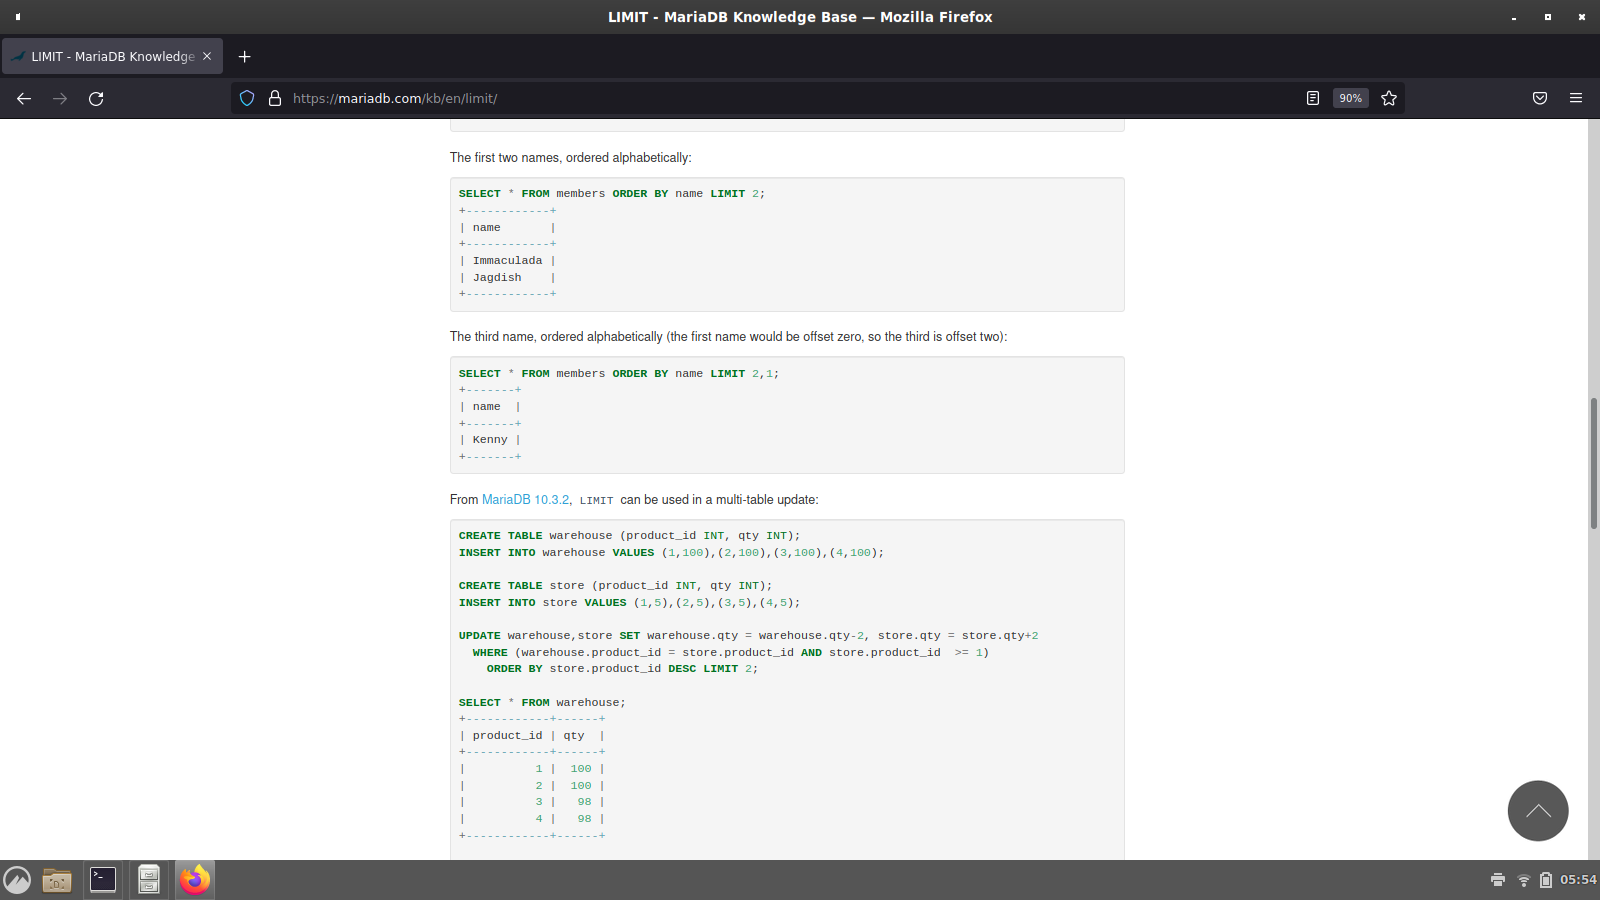 LIMIT - MariaDB Knowledge Base — Mozilla Firefox
LIMIT - MariaDB Knowledge
https://mariadb.com/kb/en/limit/
90%
The first two names, ordered alphabetically:
SELECT * FROM members ORDER BY name LIMIT 2;
+------------+
| name       |
+------------+
| Immaculada |
| Jagdish    |
+------------+
The third name, ordered alphabetically (the first name would be offset zero, so the third is offset two):
SELECT * FROM members ORDER BY name LIMIT 2,1;
+-------+
| name  |
+-------+
| Kenny |
+-------+
From MariaDB 10.3.2, LIMIT can be used in a multi-table update:
CREATE TABLE warehouse (product_id INT, qty INT);
INSERT INTO warehouse VALUES (1,100),(2,100),(3,100),(4,100);
CREATE TABLE store (product_id INT, qty INT);
INSERT INTO store VALUES (1,5),(2,5),(3,5),(4,5);
UPDATE warehouse,store SET warehouse.qty = warehouse.qty-2, store.qty = store.qty+2
  WHERE (warehouse.product_id = store.product_id AND store.product_id  >= 1)
    ORDER BY store.product_id DESC LIMIT 2;
SELECT * FROM warehouse;
+------------+------+
| product_id | qty  |
+------------+------+
|          1 |  100 |
|          2 |  100 |
|          3 |   98 |
|          4 |   98 |
+------------+------+
05:54